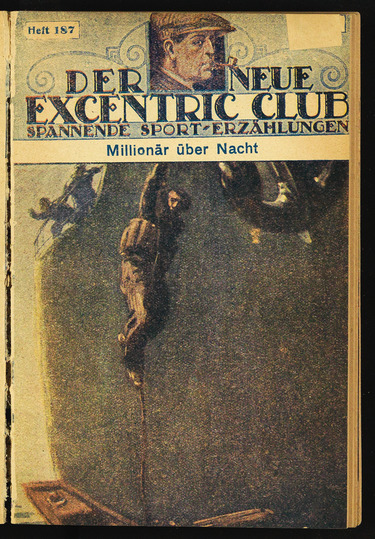 Heft 187
DER NEUE
EXCENTRIC CLUB
SPANNENDE SPORT-ERZÄHLUNGEN
Millionär über Nacht